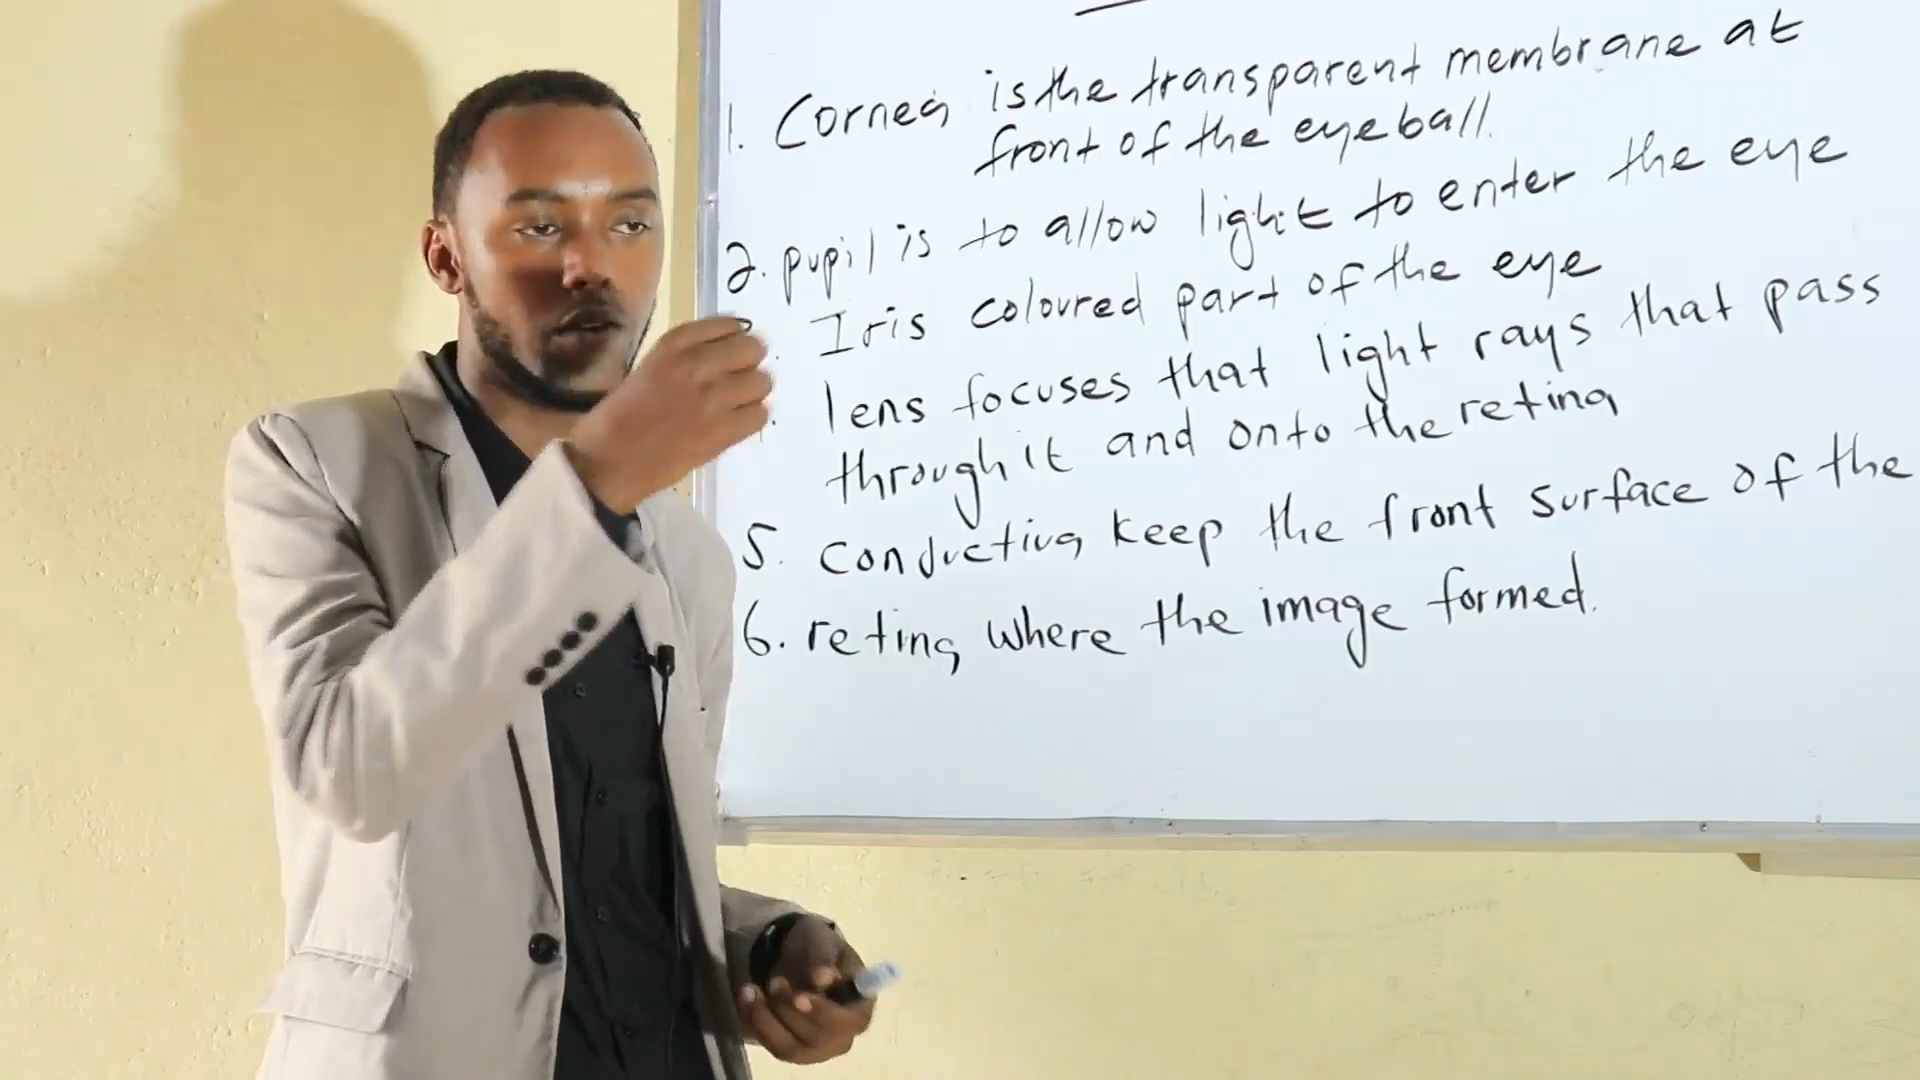 1. Cornea is the transparent membrane at
front of the eyeball.
2. pupil is to allow light to enter the eye
Iris coloured part of the eye
lens focuses that light rays that pass
through it and onto the retina
5. conductiva keep the front surface of the
6. retina where the image formed.